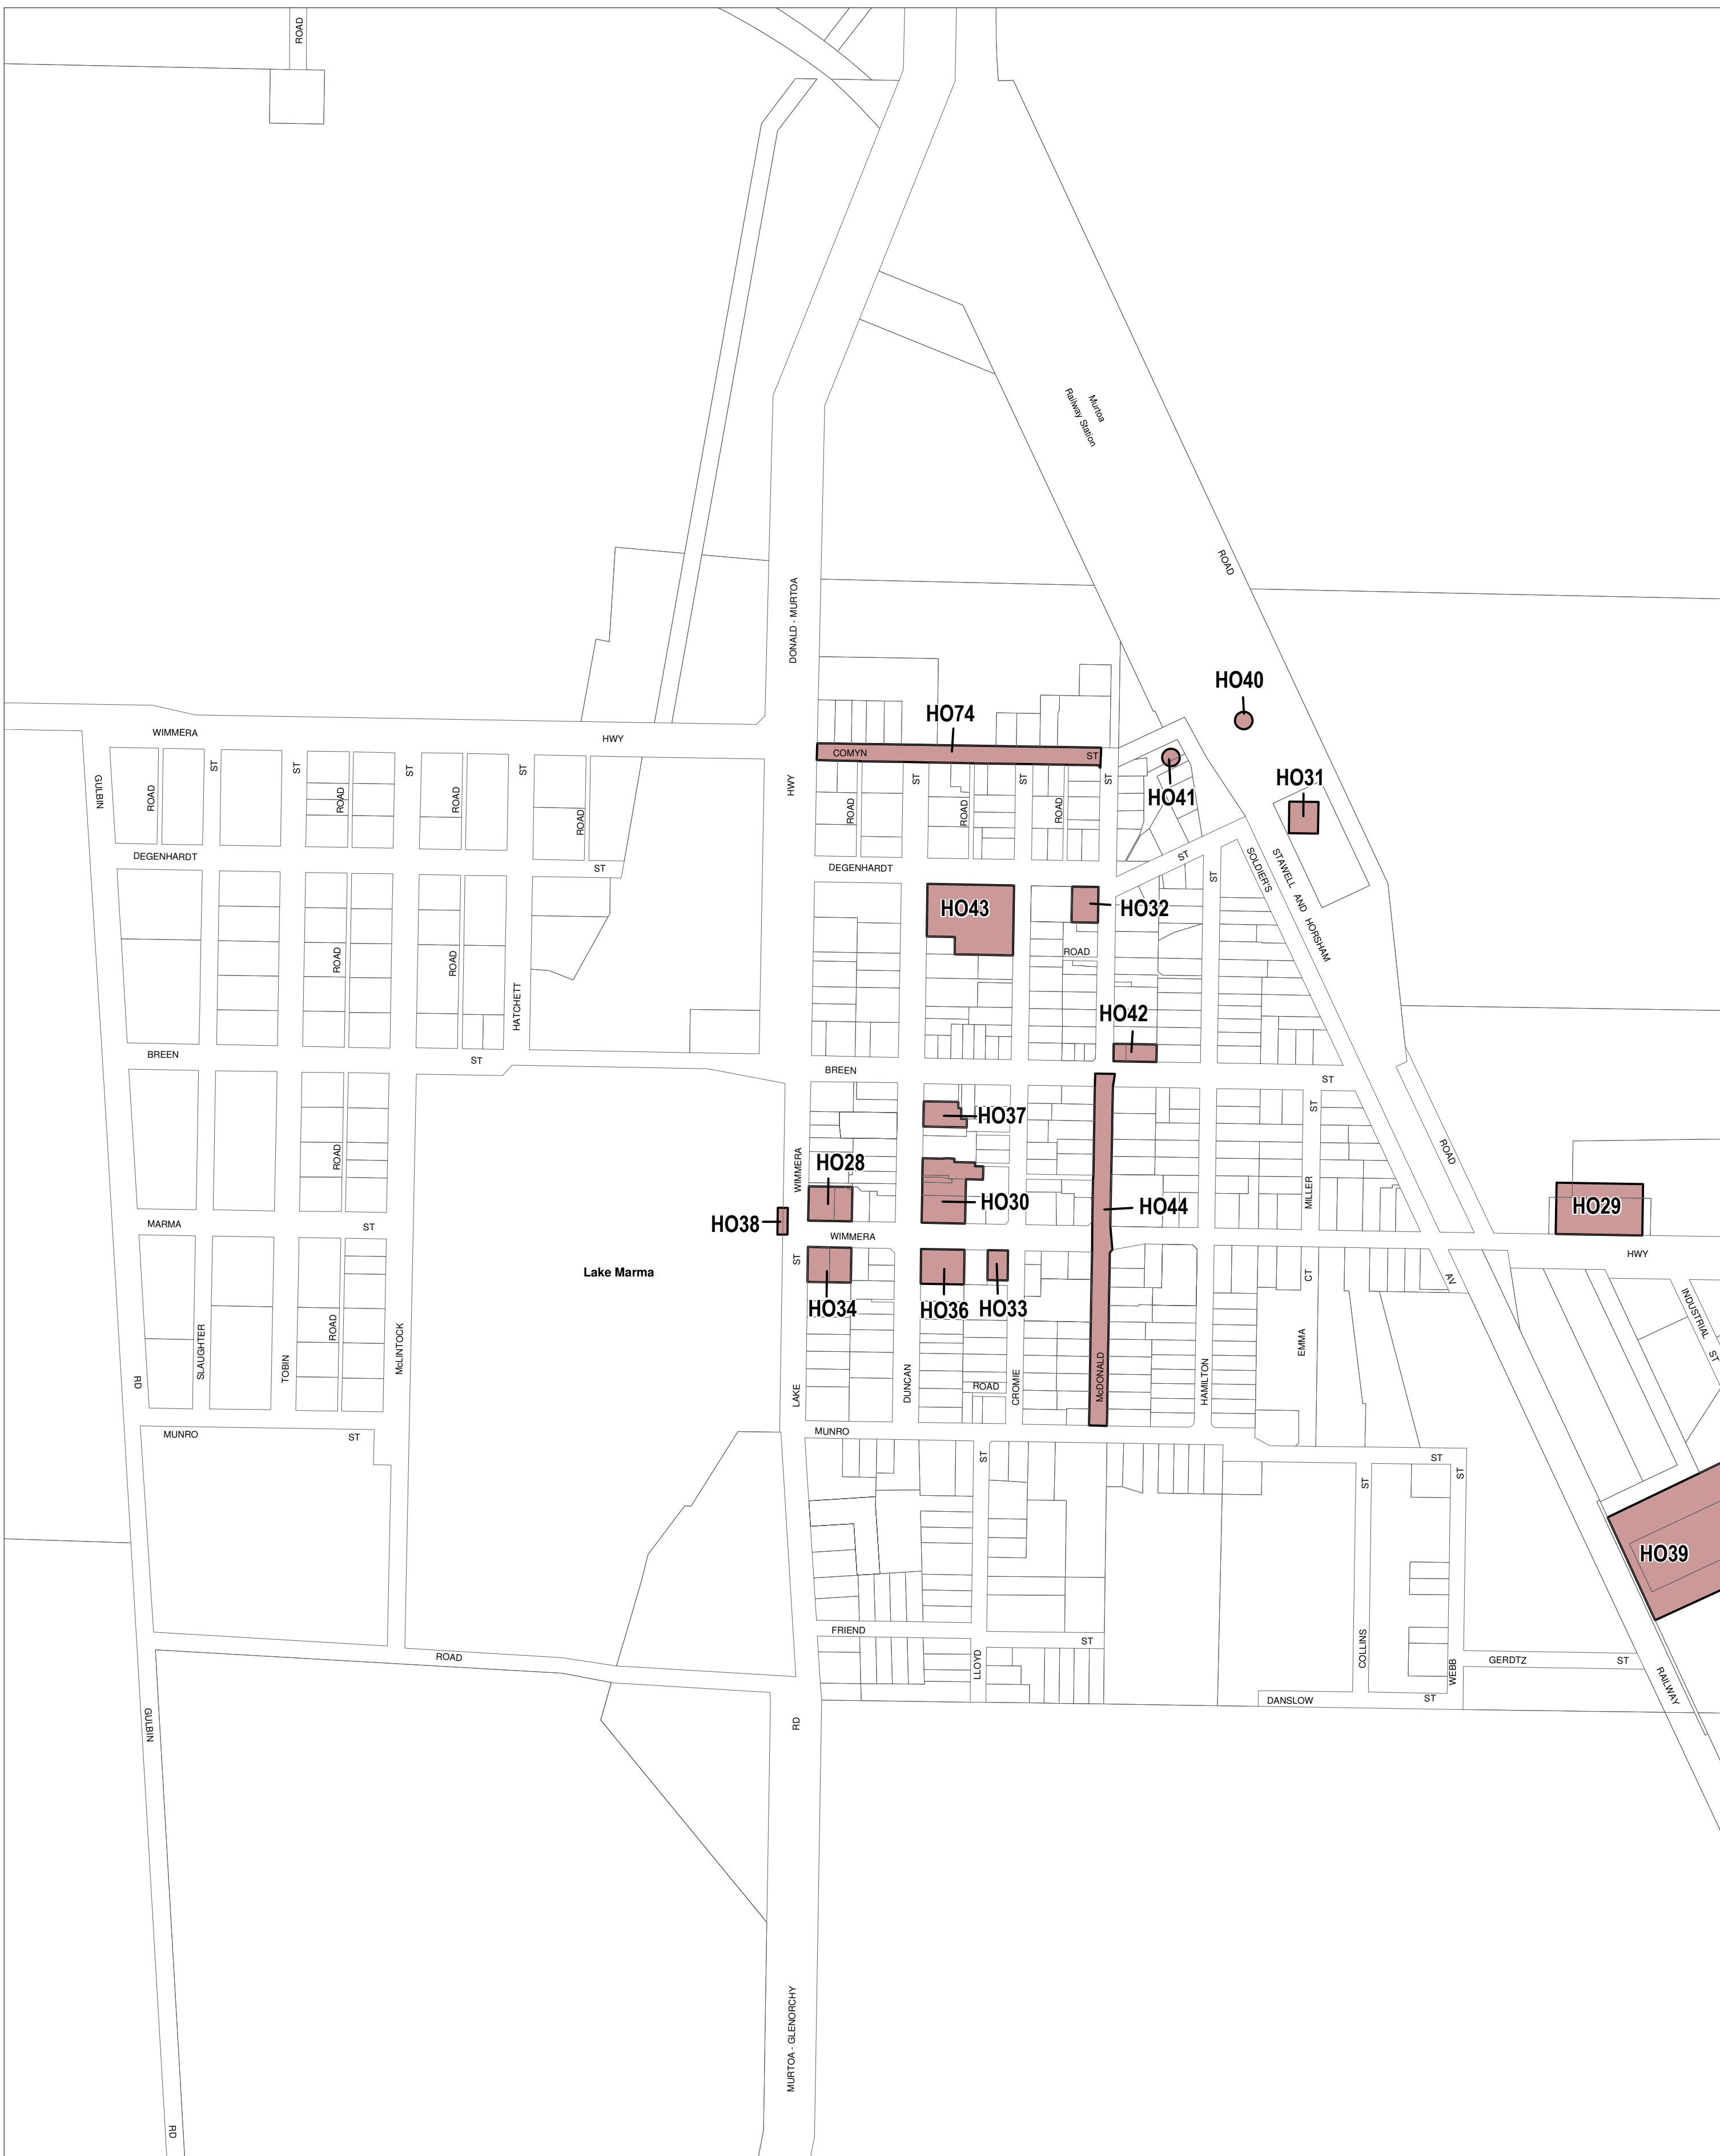 ROAD
Murtoa
Railway Station
ROAD
DONALD - MURTOA
HO40
HO74
WIMMERA
HWY
COMYN
ST
ST
ST
ST
ST
HO41
HO31
GULBIN
ROAD
ROAD
ROAD
ROAD
HWY
ROAD
ST
ROAD
ST
ROAD
ST
DEGENHARDT
ST
DEGENHARDT
ST
ST
SOLDIER'S
STAWELL AND HORSHAM
HO43
HO32
ROAD
ROAD
ROAD
HATCHETT
HO42
BREEN
ST
BREEN
ST
ST
HO37
ROAD
ROAD
WIMMERA
HO28
HO30
HO44
MILLER
HO29
HO38
MARMA
ST
WIMMERA
HWY
ST
Lake Marma
CT
AV
HO34
HO36
HO33
INDUSTRIAL
ST
SLAUGHTER
TOBIN
ROAD
McLINTOCK
EMMA
RD
LAKE
DUNCAN
ROAD
CROMIE
McDONALD
HAMILTON
MUNRO
ST
MUNRO
ST
ST
ST
ST
HO39
FRIEND
ST
ROAD
LLOYD
COLLINS
WEBB
GERDTZ
ST
RAILWAY
DANSLOW
ST
GULBIN
RD
MURTOA - GLENORCHY
RD